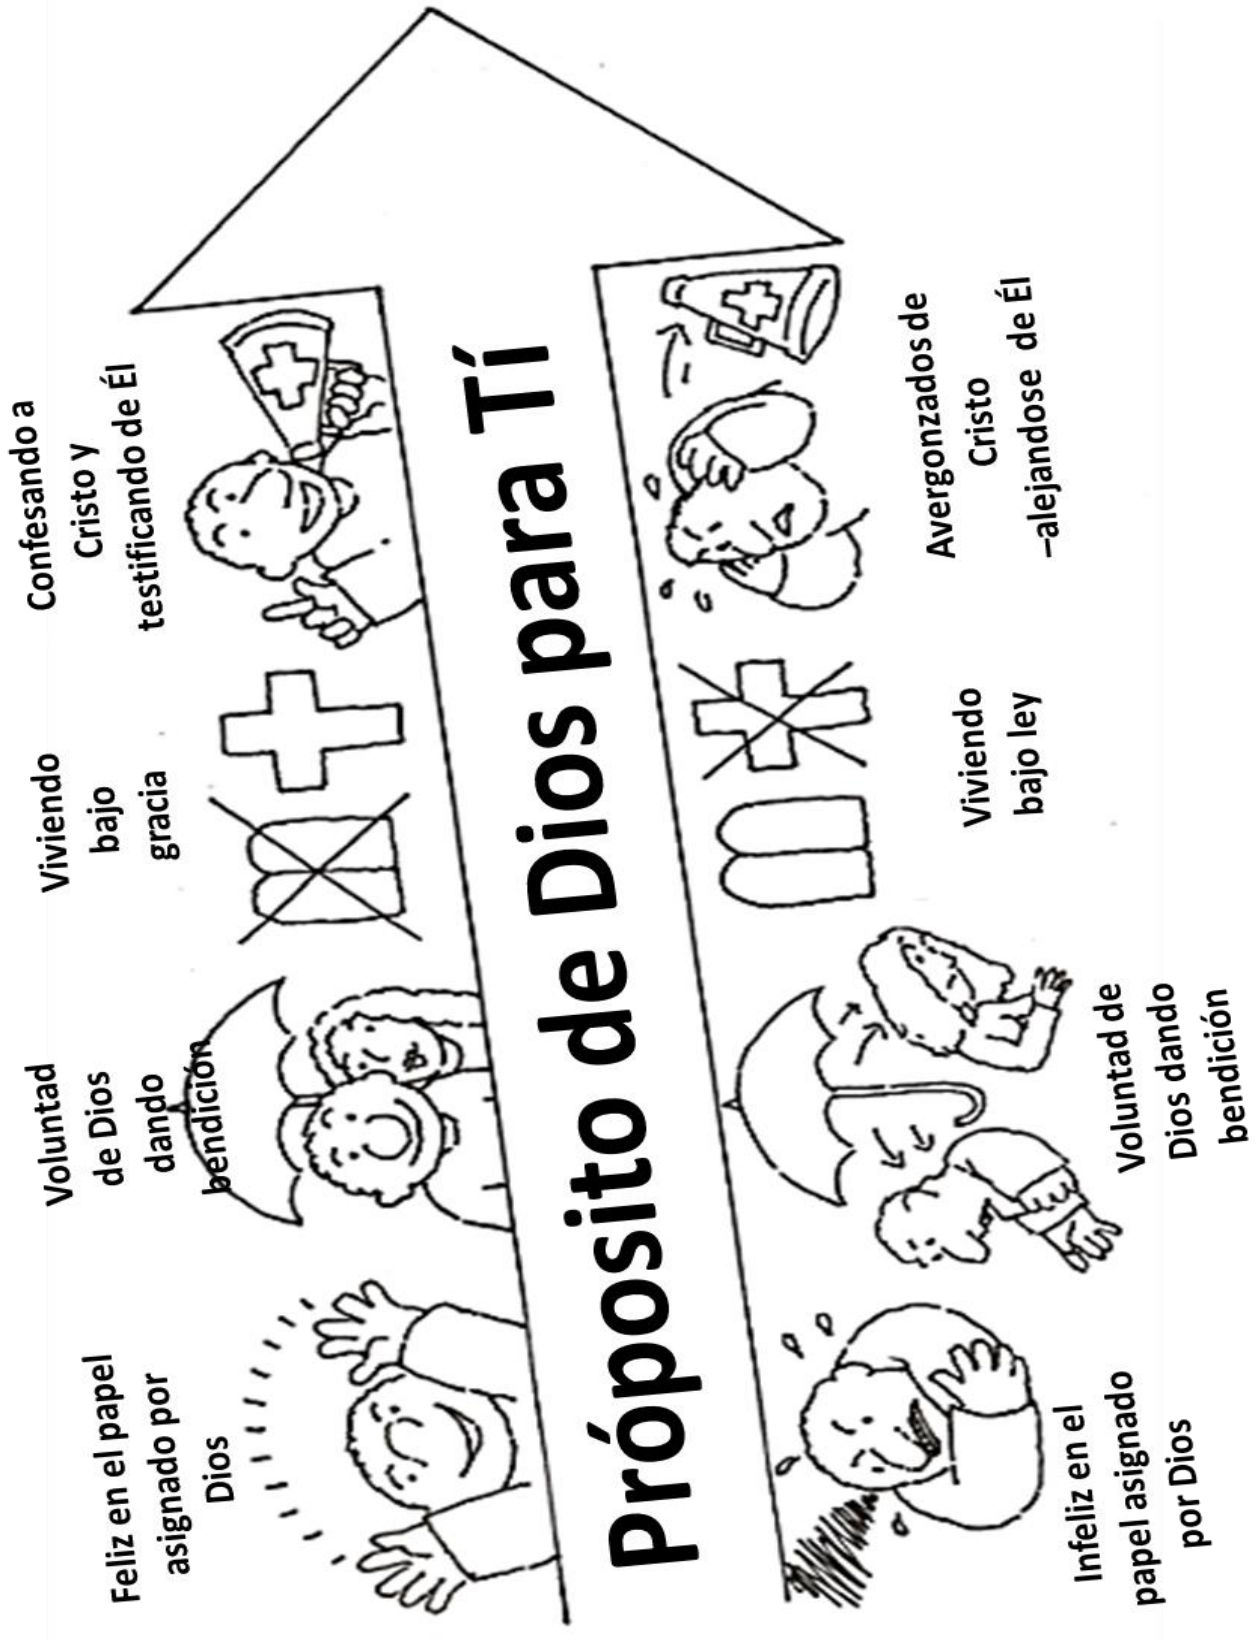 Feliz en el papel
asignado por
Dios
Voluntad
de Dios
dando
bendición
Viviendo
bajo
gracia
Confesando a
Cristo y
testificando de Él
Própósito de Dios para Tí
Infeliz en el
papel asignado
por Dios
Voluntad de
Dios dando
bendición
Viviendo
bajo ley
Avergonzados de
Cristo
–alejandose de Él